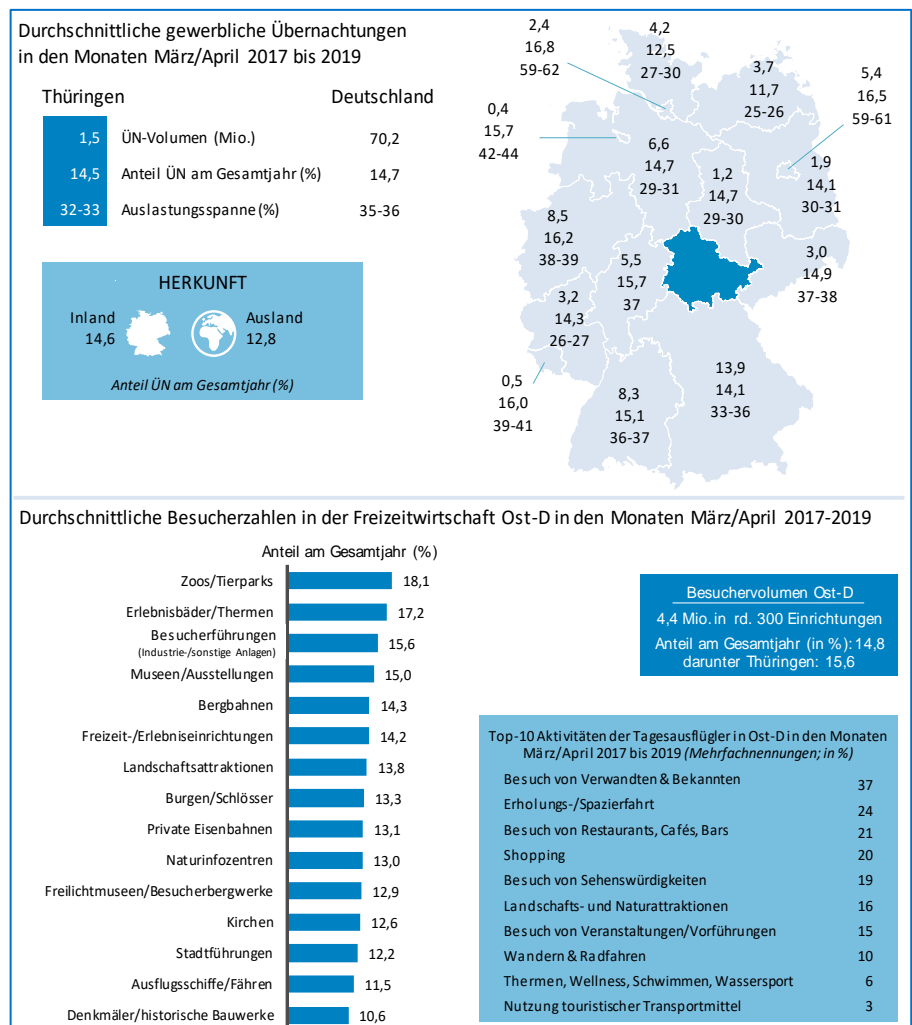 Durchschnittliche gewerbliche Übernachtungen
in den Monaten März/April 2017 bis 2019
Thüringen Deutschland
1,5 ÜN-Volumen (Mio.) 70,2
14,5 Anteil ÜN am Gesamtjahr (%) 14,7
32-33 Auslastungsspanne (%) 35-36
HERKUNFT
Inland
14,6
Ausland
12,8
Anteil ÜN am Gesamtjahr (%)
2,4
16,8
59-62
4,2
12,5
27-30
3,7
11,7
25-26
5,4
16,5
59-61
0,4
15,7
42-44
6,6
14,7
29-31
1,2
14,7
29-30
1,9
14,1
30-31
8,5
16,2
38-39
5,5
15,7
37
3,0
14,9
37-38
3,2
14,3
26-27
0,5
16,0
39-41
8,3
15,1
36-37
13,9
14,1
33-36
Durchschnittliche Besucherzahlen in der Freizeitwirtschaft Ost-D in den Monaten März/April 2017-2019
Anteil am Gesamtjahr (%)
Zoos/Tierparks 18,1
Erlebnisbäder/Thermen 17,2
Besucherführungen
(Industrie-/sonstige Anlagen) 15,6
Museen/Ausstellungen 15,0
Bergbahnen 14,3
Freizeit-/Erlebniseinrichtungen 14,2
Landschaftsattraktionen 13,8
Burgen/Schlösser 13,3
Private Eisenbahnen 13,1
Naturinfozentren 13,0
Freilichtmuseen/Besucherbergwerke 12,9
Kirchen 12,6
Stadtführungen 12,2
Ausflugsschiffe/Fähren 11,5
Denkmäler/historische Bauwerke 10,6
Besuchervolumen Ost-D
4,4 Mio. in rd. 300 Einrichtungen
Anteil am Gesamtjahr (in %): 14,8
darunter Thüringen: 15,6
Top-10 Aktivitäten der Tagesausflügler in Ost-D in den Monaten
März/April 2017 bis 2019 (Mehrfachnennungen; in %)
Besuch von Verwandten & Bekannten 37
Erholungs-/Spazierfahrt 24
Besuch von Restaurants, Cafés, Bars 21
Shopping 20
Besuch von Sehenswürdigkeiten 19
Landschafts- und Naturattraktionen 16
Besuch von Veranstaltungen/Vorführungen 15
Wandern & Radfahren 10
Thermen, Wellness, Schwimmen, Wassersport 6
Nutzung touristischer Transportmittel 3